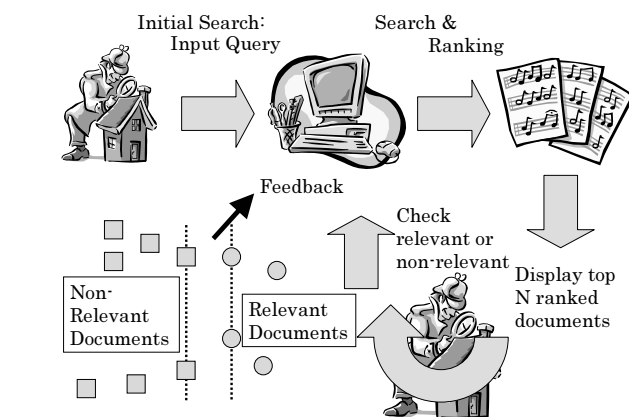 Initial Search:
Input Query
Search &
Ranking
Feedback
Check
relevant or
non-relevant
Display top
N ranked
documents
Non-
Relevant
Documents
Relevant
Documents